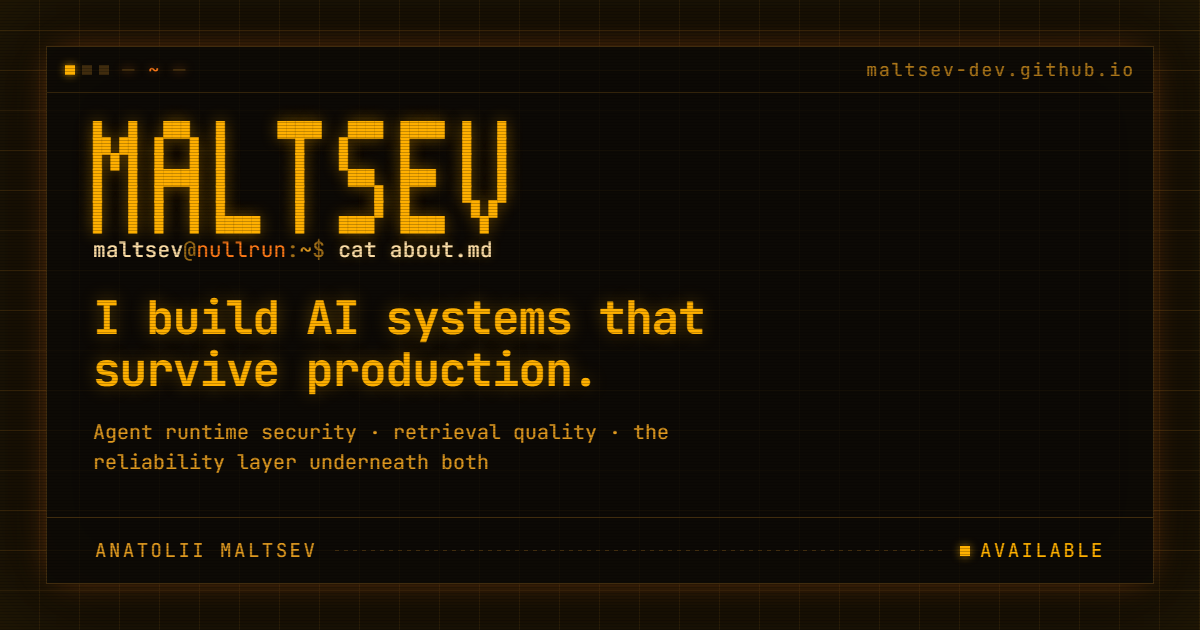 ~
maltsev-dev.github.io
MALTSEV
maltsev@nullrun:~$ cat about.md
I build AI systems that
survive production.
Agent runtime security · retrieval quality · the
reliability layer underneath both
ANATOLII MALTSEV
AVAILABLE